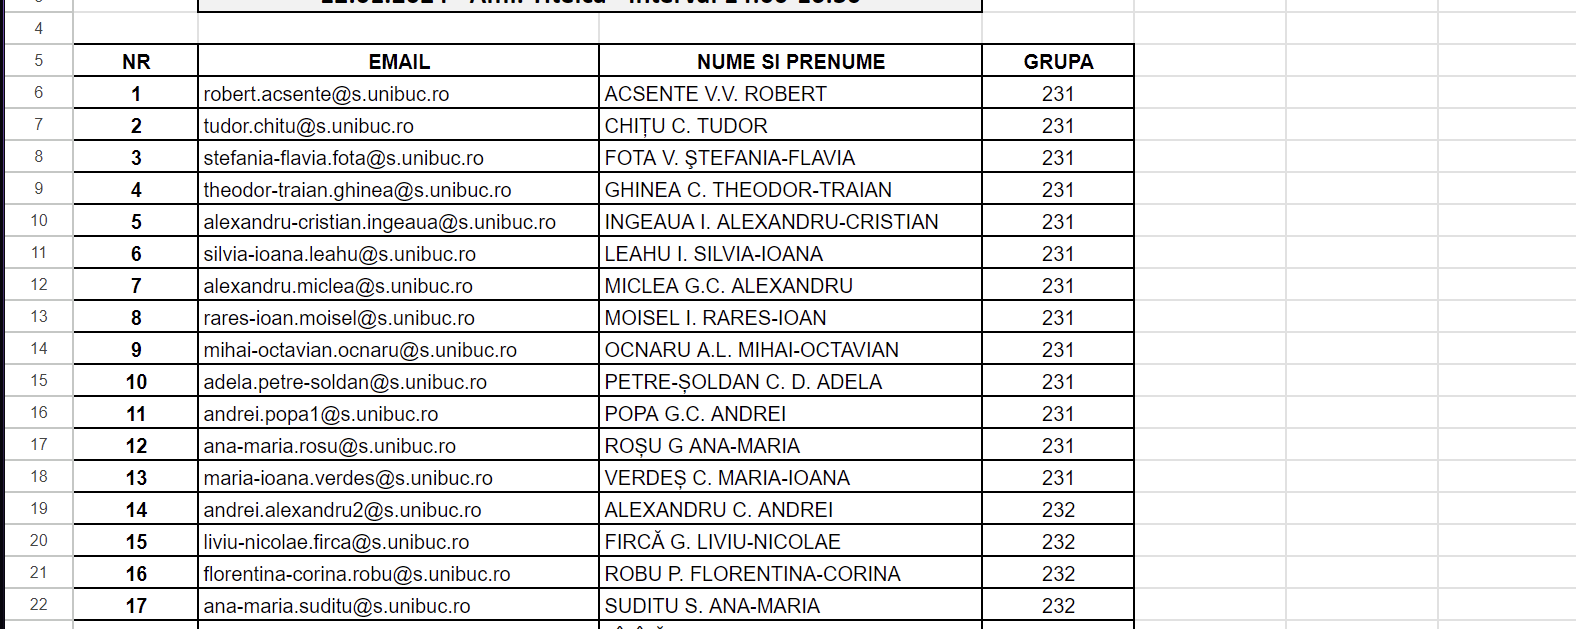 4
5 NR EMAIL NUME SI PRENUME GRUPA
6 1 robert.acsente@s.unibuc.ro ACSENTE V.V. ROBERT 231
7 2 tudor.chitu@s.unibuc.ro CHIȚU C. TUDOR 231
8 3 stefania-flavia.fota@s.unibuc.ro FOTA V. ŞTEFANIA-FLAVIA 231
9 4 theodor-traian.ghinea@s.unibuc.ro GHINEA C. THEODOR-TRAIAN 231
10 5 alexandru-cristian.ingeaua@s.unibuc.ro INGEAUA I. ALEXANDRU-CRISTIAN 231
11 6 silvia-ioana.leahu@s.unibuc.ro LEAHU I. SILVIA-IOANA 231
12 7 alexandru.miclea@s.unibuc.ro MICLEA G.C. ALEXANDRU 231
13 8 rares-ioan.moisel@s.unibuc.ro MOISEL I. RARES-IOAN 231
14 9 mihai-octavian.ocnaru@s.unibuc.ro OCNARU A.L. MIHAI-OCTAVIAN 231
15 10 adela.petre-soldan@s.unibuc.ro PETRE-ȘOLDAN C. D. ADELA 231
16 11 andrei.popa1@s.unibuc.ro POPA G.C. ANDREI 231
17 12 ana-maria.rosu@s.unibuc.ro ROȘU G ANA-MARIA 231
18 13 maria-ioana.verdes@s.unibuc.ro VERDEȘ C. MARIA-IOANA 231
19 14 andrei.alexandru2@s.unibuc.ro ALEXANDRU C. ANDREI 232
20 15 liviu-nicolae.firca@s.unibuc.ro FIRCĂ G. LIVIU-NICOLAE 232
21 16 florentina-corina.robu@s.unibuc.ro ROBU P. FLORENTINA-CORINA 232
22 17 ana-maria.suditu@s.unibuc.ro SUDITU S. ANA-MARIA 232